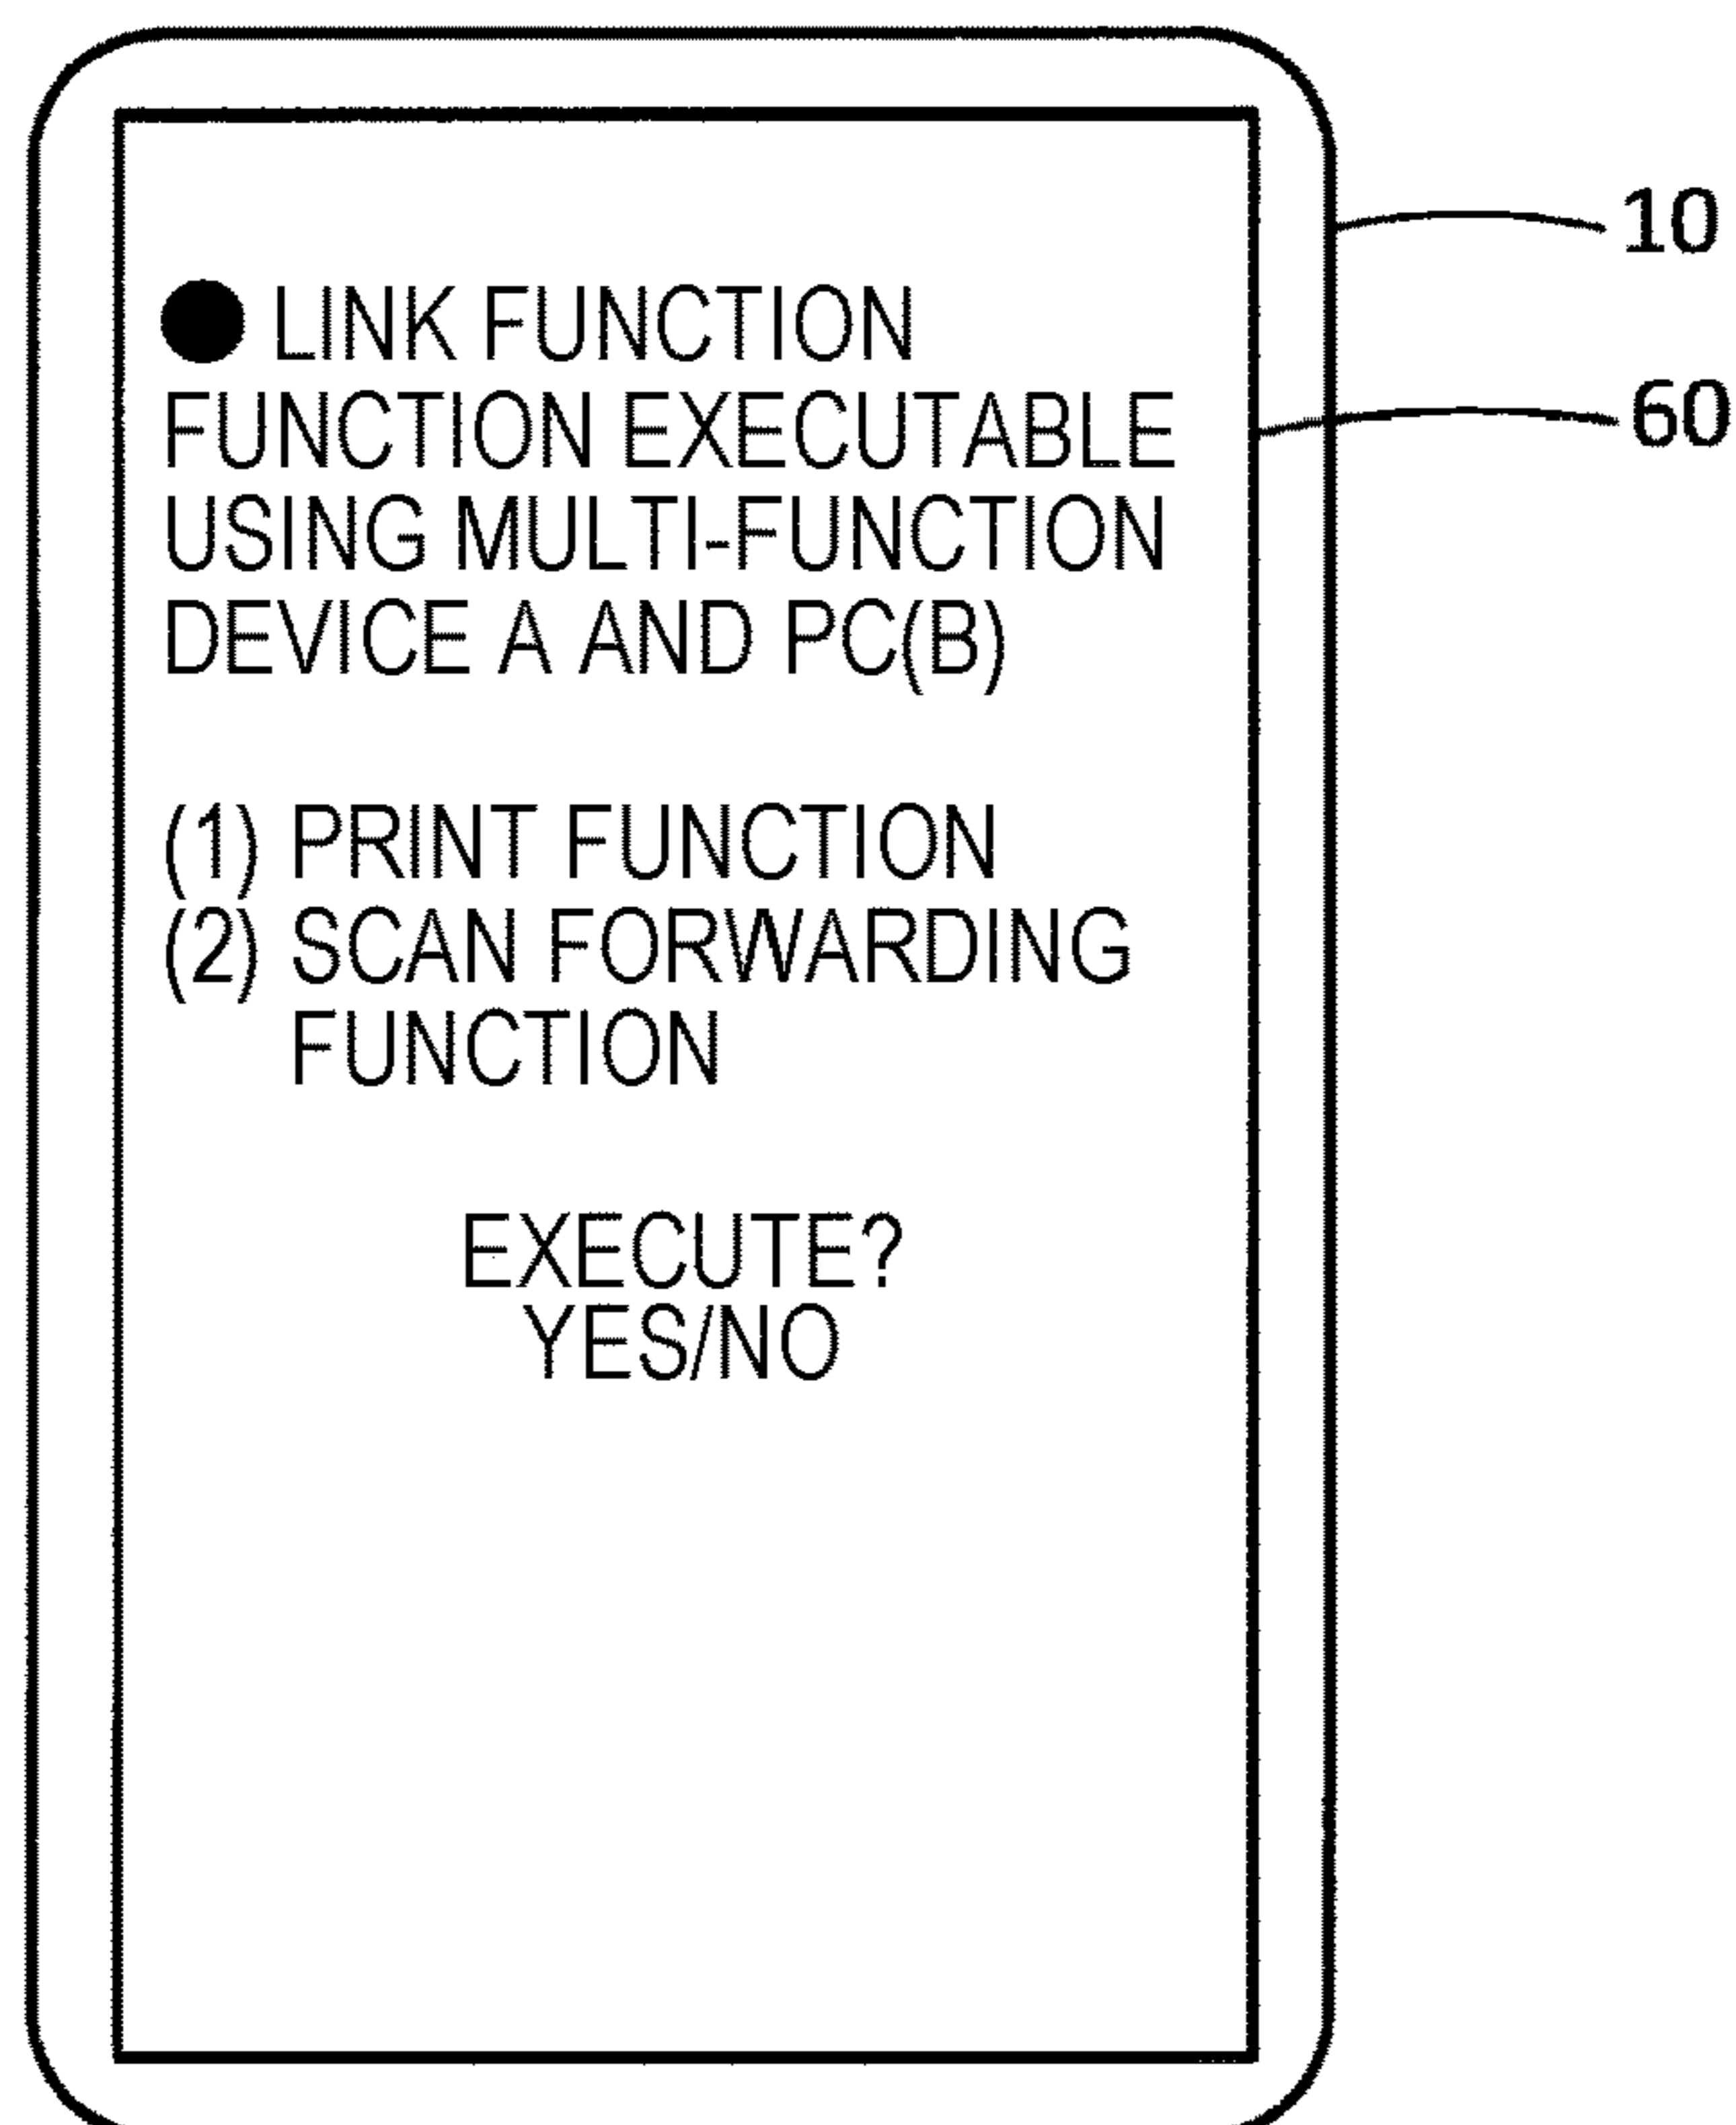 ● LINK FUNCTION
FUNCTION EXECUTABLE
USING MULTI-FUNCTION
DEVICE A AND PC(B)
(1) PRINT FUNCTION
(2) SCAN FORWARDING
FUNCTION
EXECUTE?
YES/NO
10
60